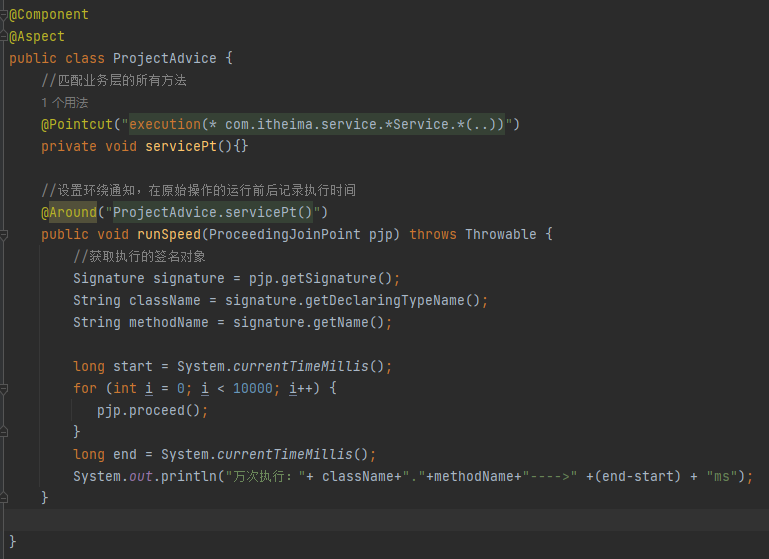 @Component
@Aspect
public class ProjectAdvice {
//匹配业务层的所有方法
1 个用法
@Pointcut("execution(* com.itheima.service.*Service.*(..))")
private void servicePt(){}
//设置环绕通知，在原始操作的运行前后记录执行时间
@Around("ProjectAdvice.servicePt()")
public void runSpeed(ProceedingJoinPoint pjp) throws Throwable {
//获取执行的签名对象
Signature signature = pjp.getSignature();
String className = signature.getDeclaringTypeName();
String methodName = signature.getName();
long start = System.currentTimeMillis();
for (int i = 0; i < 10000; i++) {
pjp.proceed();
}
long end = System.currentTimeMillis();
System.out.println("万次执行："+ className+"."+methodName+"---->" +(end-start) + "ms");
}
}